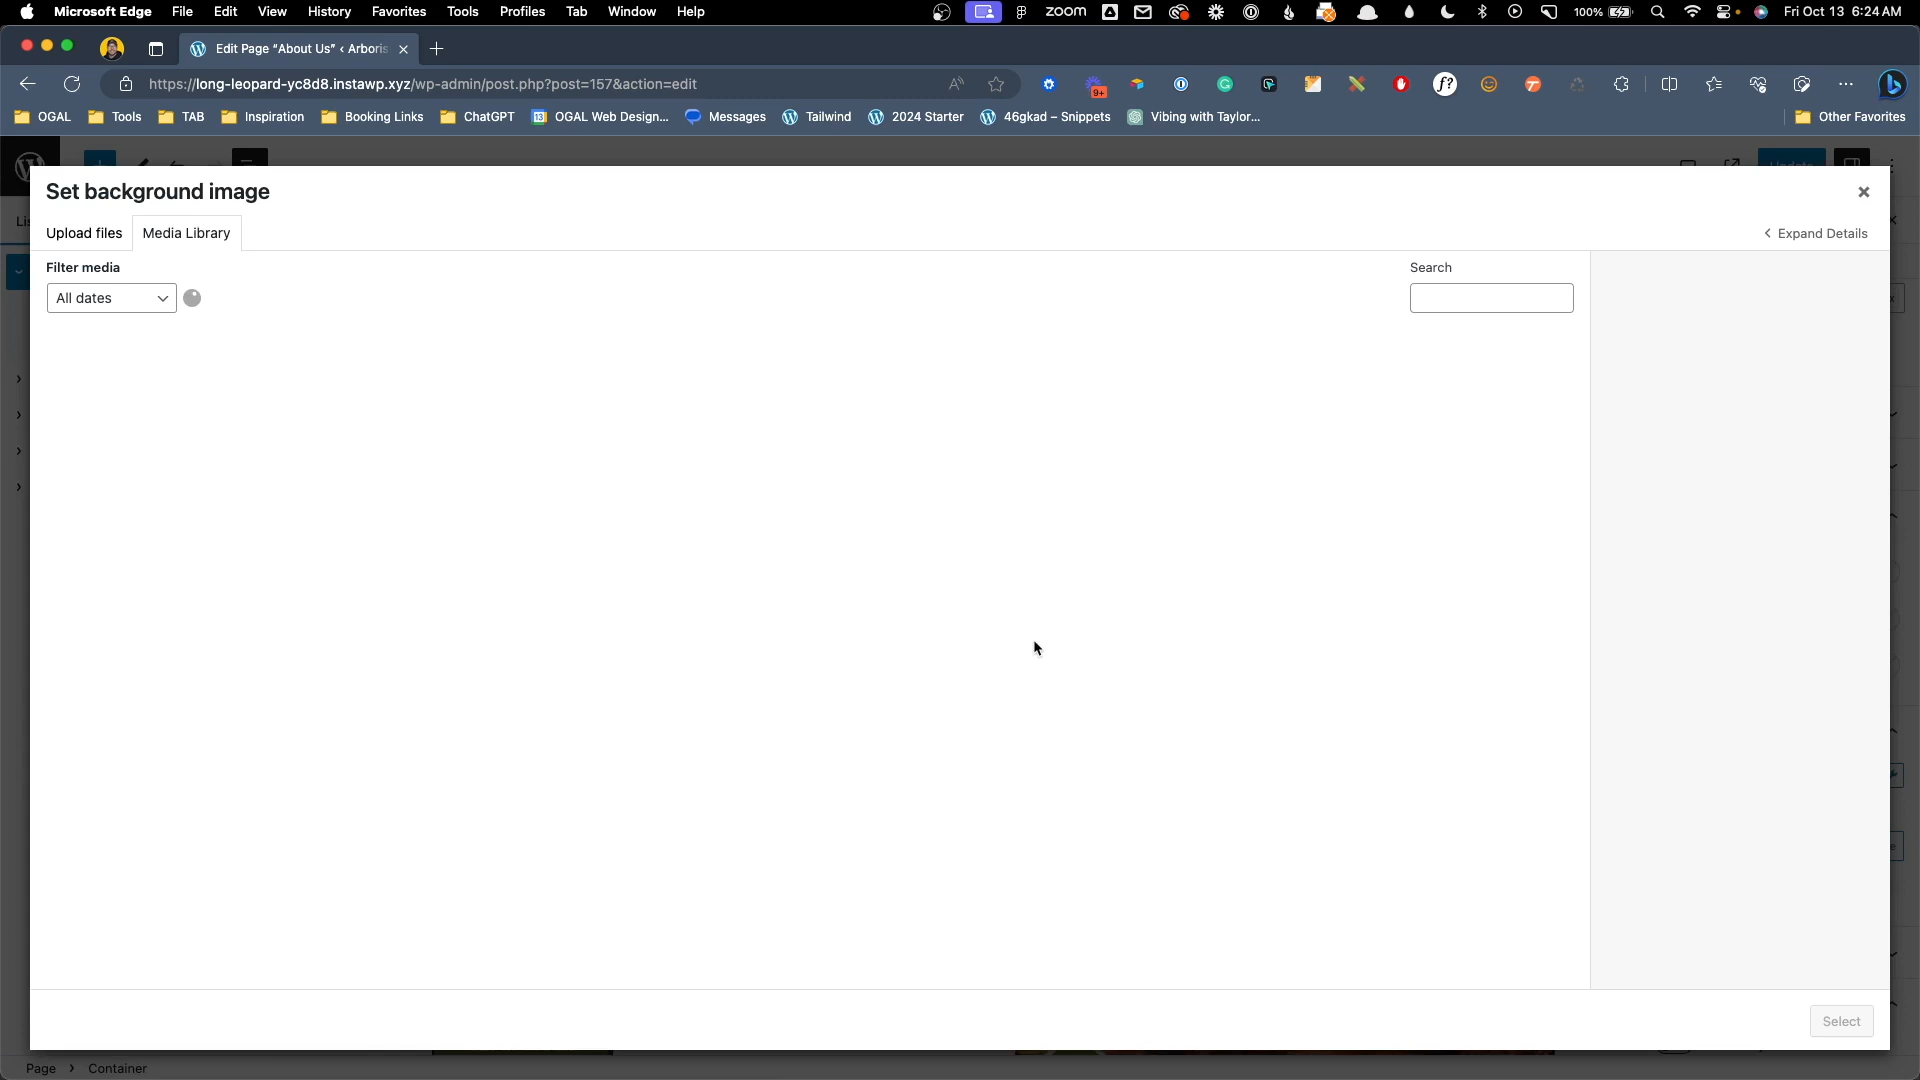 Microsoft Edge File Edit View History Favorites Tools Profiles Tab Window Help zoom 100% Fri Oct 13 6:24 AM
Edit Page "About Us" ‹ Arboris
https://long-leopard-yc8d8.instawp.xyz/wp-admin/post.php?post=157&action=edit 9+ f?
OGAL Tools TAB Inspiration Booking Links ChatGPT OGAL Web Design... Messages Tailwind 2024 Starter 46gkad – Snippets Vibing with Taylor... Other Favorites
Set background image
Upload files Media Library Expand Details
Filter media Search
All dates
Select
Page › Container